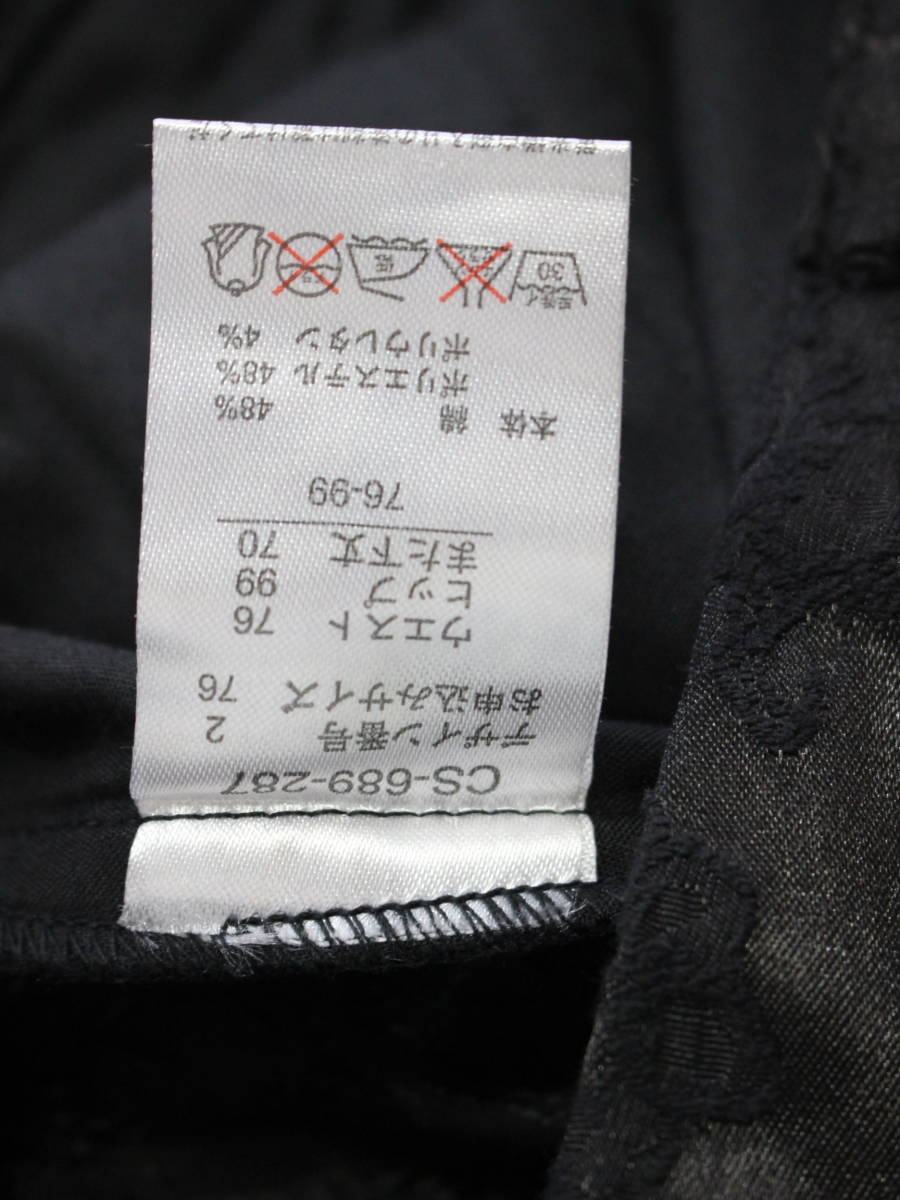 CS-689-287
デザイン番号 2
お申込みサイズ 76
ウエスト 76
ヒップ 99
また下丈 70
76-99
本体 綿 48%
ポリエステル 48%
ポリウレタン 4%
30 低